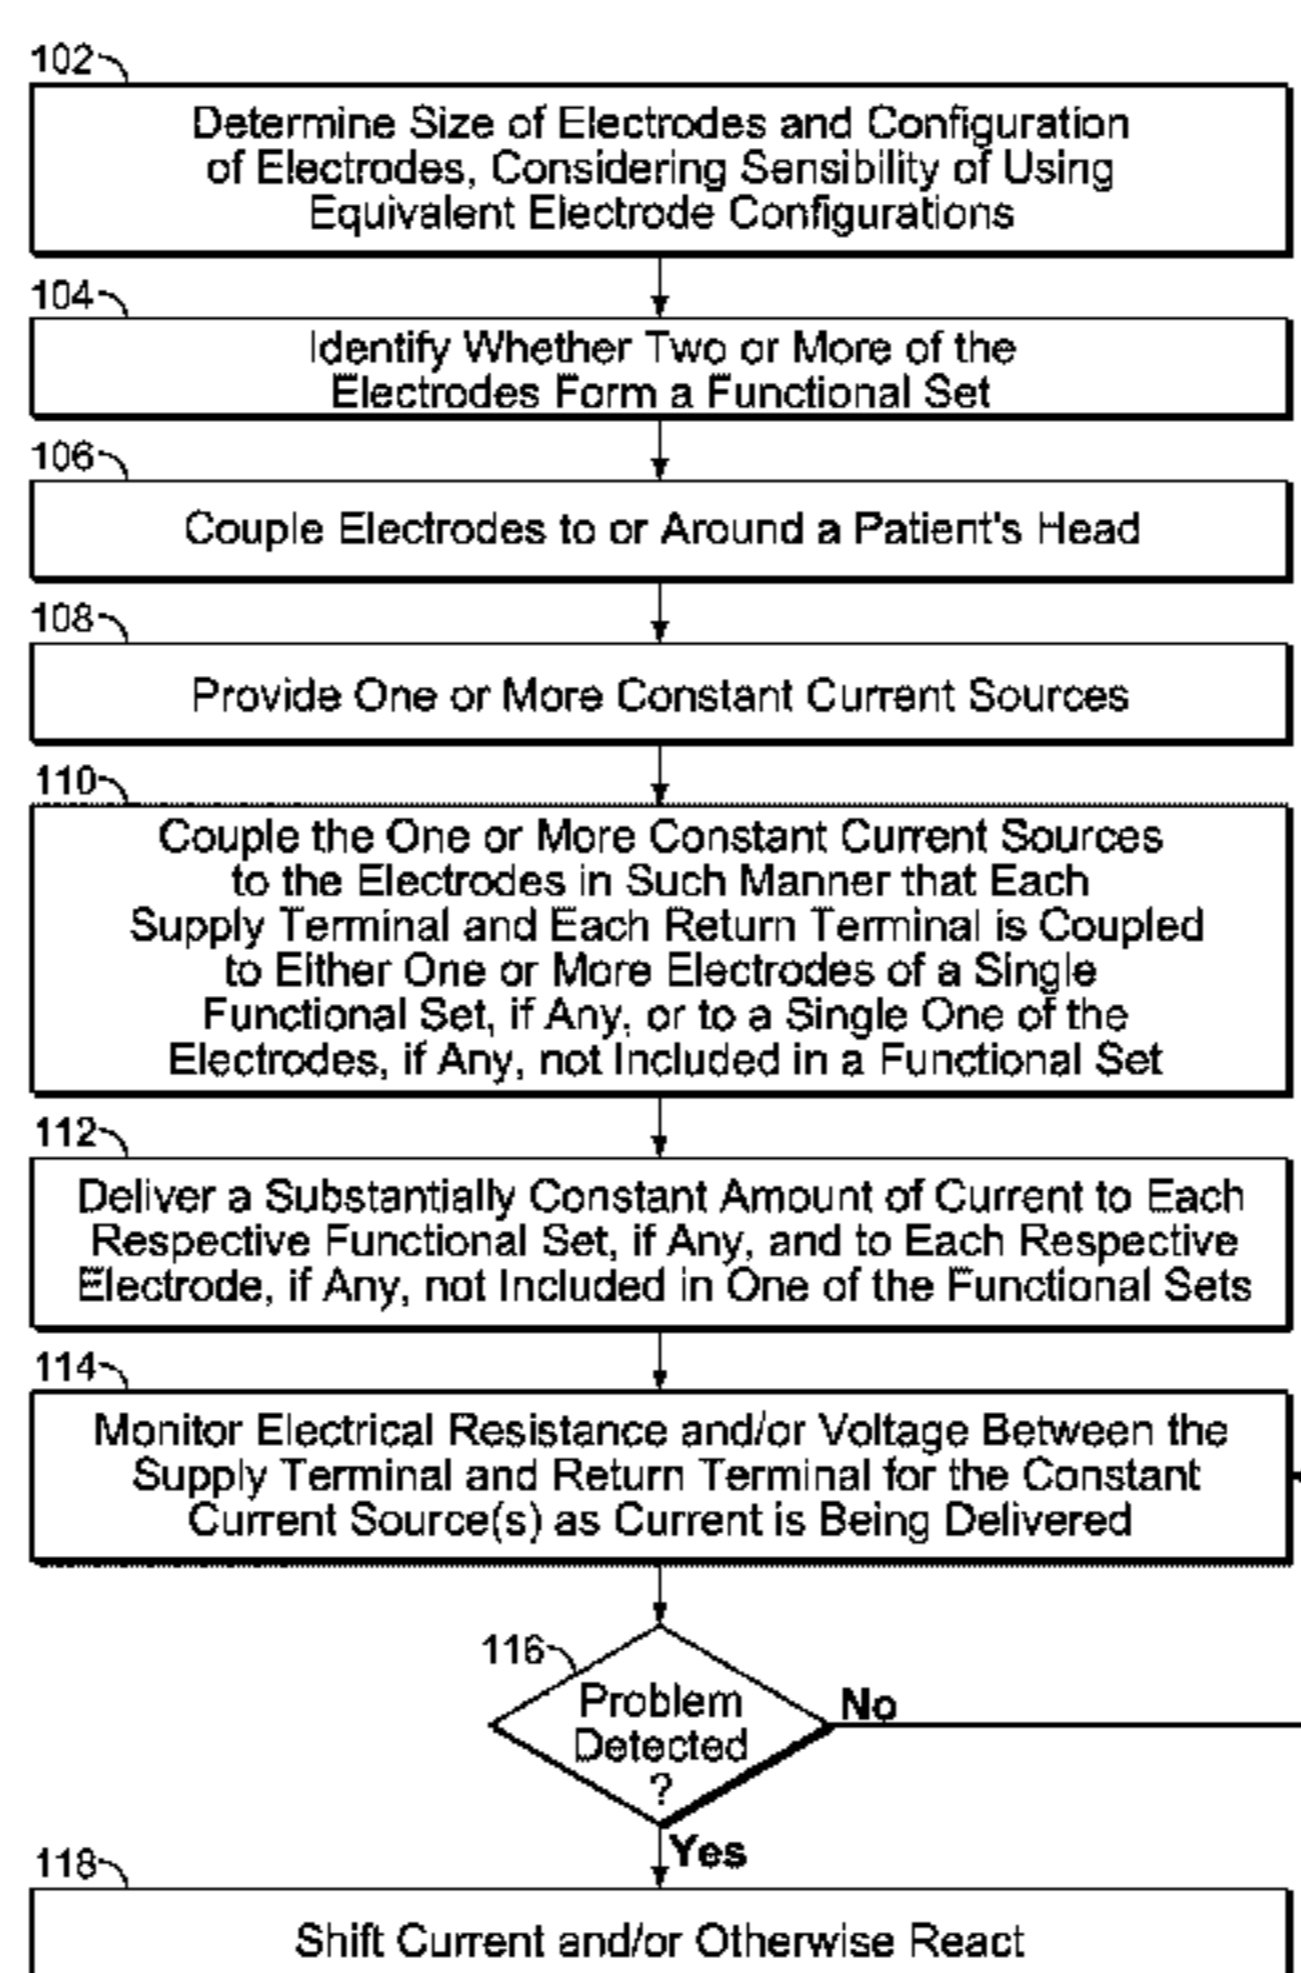 102
Determine Size of Electrodes and Configuration
of Electrodes, Considering Sensibility of Using
Equivalent Electrode Configurations
104
Identify Whether Two or More of the
Electrodes Form a Functional Set
106
Couple Electrodes to or Around a Patient's Head
108
Provide One or More Constant Current Sources
110
Couple the One or More Constant Current Sources
to the Electrodes in Such Manner that Each
Supply Terminal and Each Return Terminal is Coupled
to Either One or More Electrodes of a Single
Functional Set, if Any, or to a Single One of the
Electrodes, if Any, not Included in a Functional Set
112
Deliver a Substantially Constant Amount of Current to Each
Respective Functional Set, if Any, and to Each Respective
Electrode, if Any, not Included in One of the Functional Sets
114
Monitor Electrical Resistance and/or Voltage Between the
Supply Terminal and Return Terminal for the Constant
Current Source(s) as Current is Being Delivered
116
Problem
Detected
?
No
Yes
118
Shift Current and/or Otherwise React